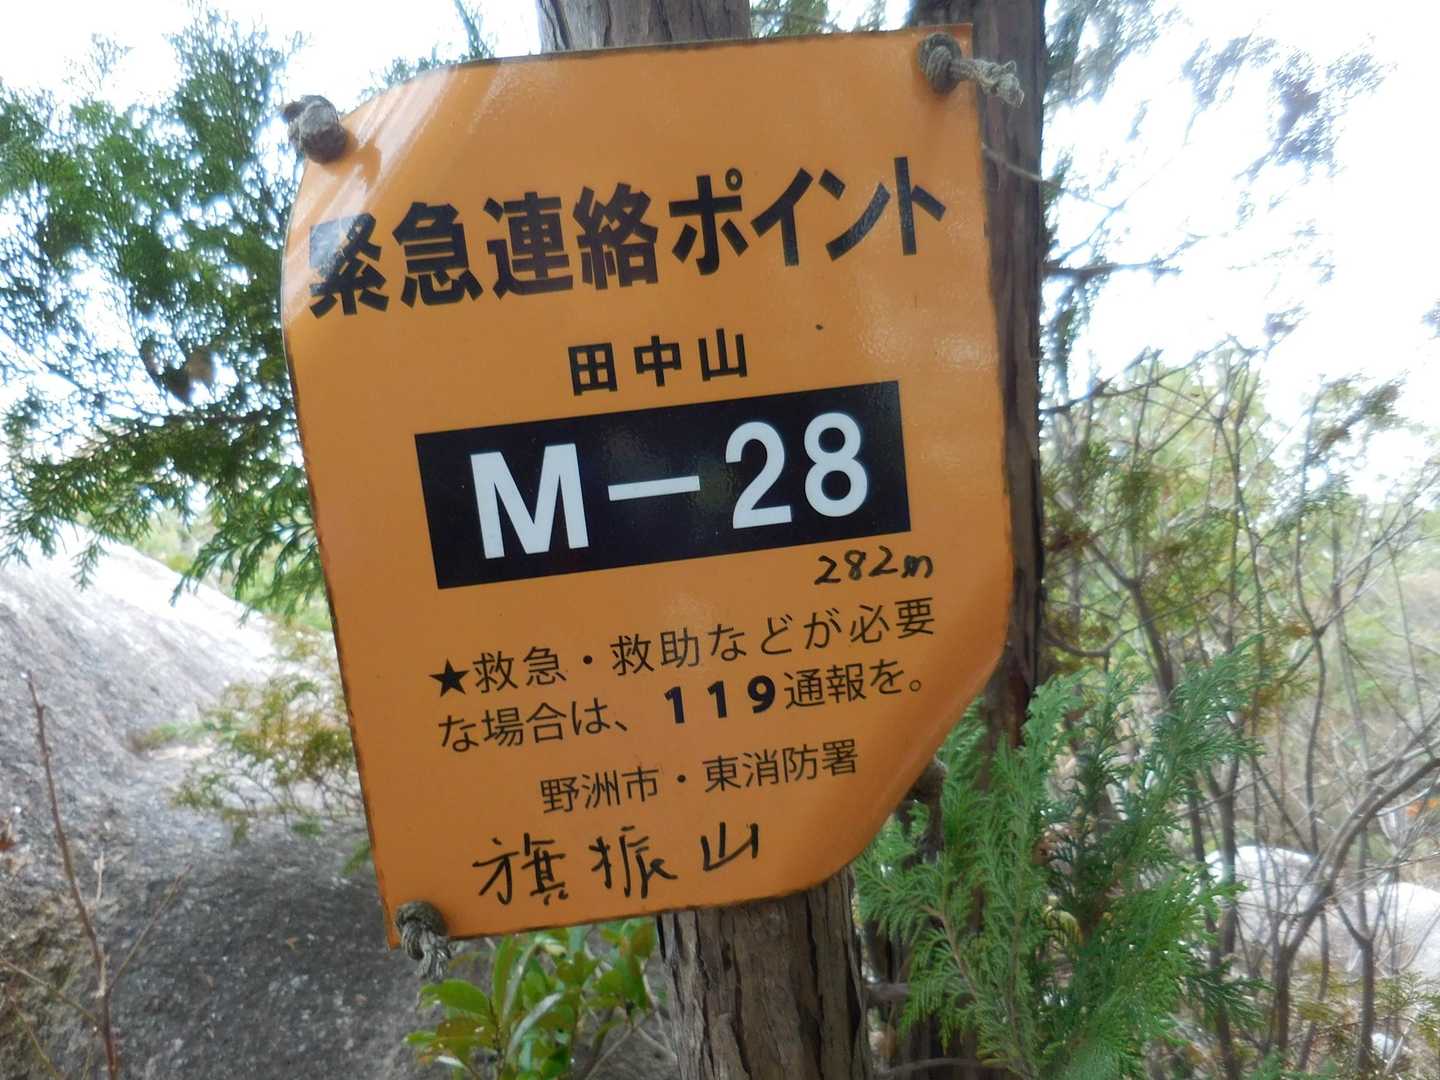 緊急連絡ポイント
田中山
M－28
282m
★救急・救助などが必要
な場合は、119通報を。
野洲市・東消防署
旗振山